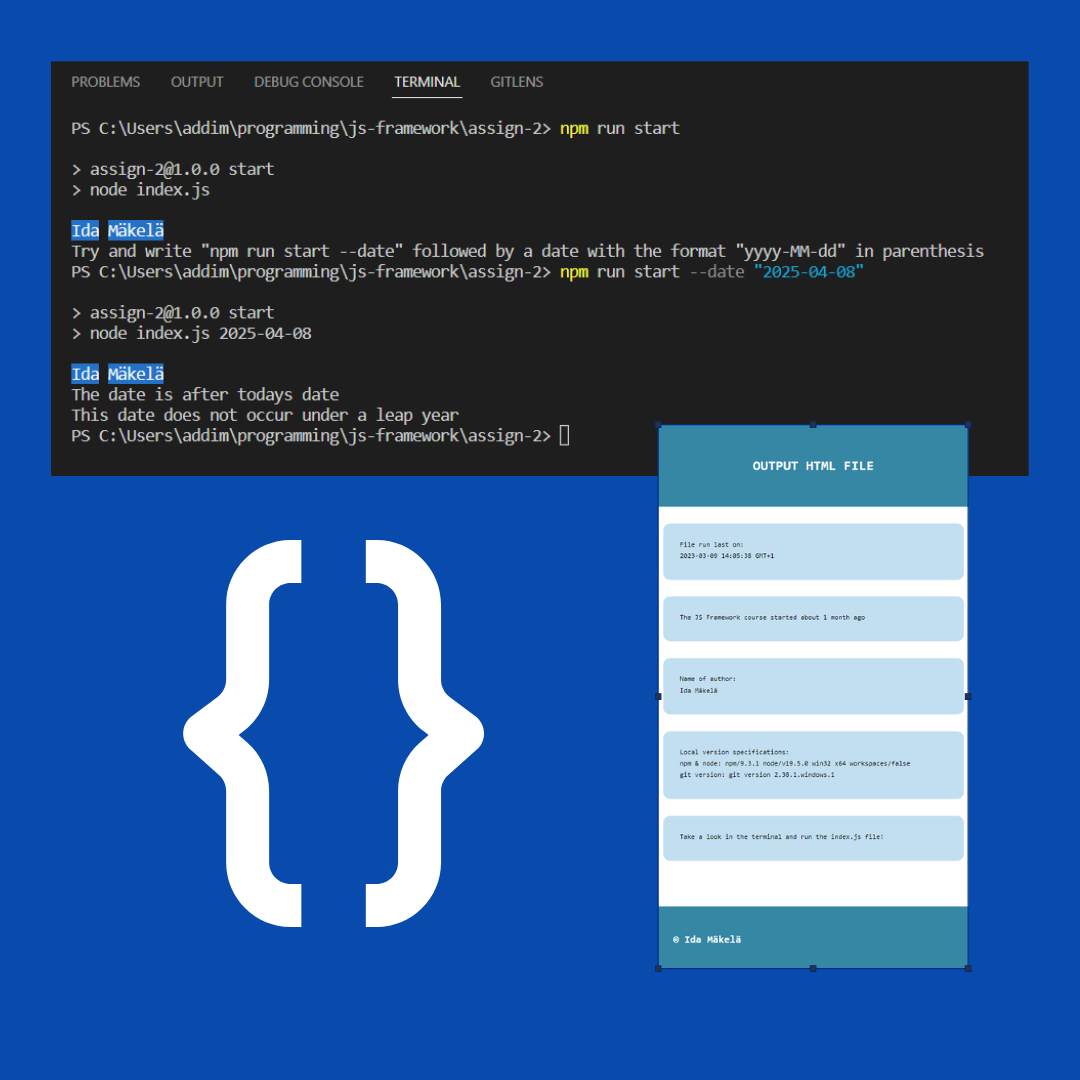 PROBLEMS OUTPUT DEBUG CONSOLE TERMINAL GITLENS
PS C:\Users\addim\programming\js-framework\assign-2> npm run start
> assign-2@1.0.0 start
> node index.js
Ida Mäkelä
Try and write "npm run start --date" followed by a date with the format "yyyy-MM-dd" in parenthesis
PS C:\Users\addim\programming\js-framework\assign-2> npm run start --date "2025-04-08"
> assign-2@1.0.0 start
> node index.js 2025-04-08
Ida Mäkelä
The date is after todays date
This date does not occur under a leap year
PS C:\Users\addim\programming\js-framework\assign-2>
{ }
OUTPUT HTML FILE
File run last on:
2023-03-09 14:05:38 GMT+1
The JS Framework course started about 1 month ago
Name of author:
Ida Mäkelä
Local version specifications:
npm & node: npm/9.3.1 node/v19.5.0 win32 x64 workspaces/false
git version: git version 2.38.1.windows.1
Take a look in the terminal and run the index.js file!
© Ida Mäkelä